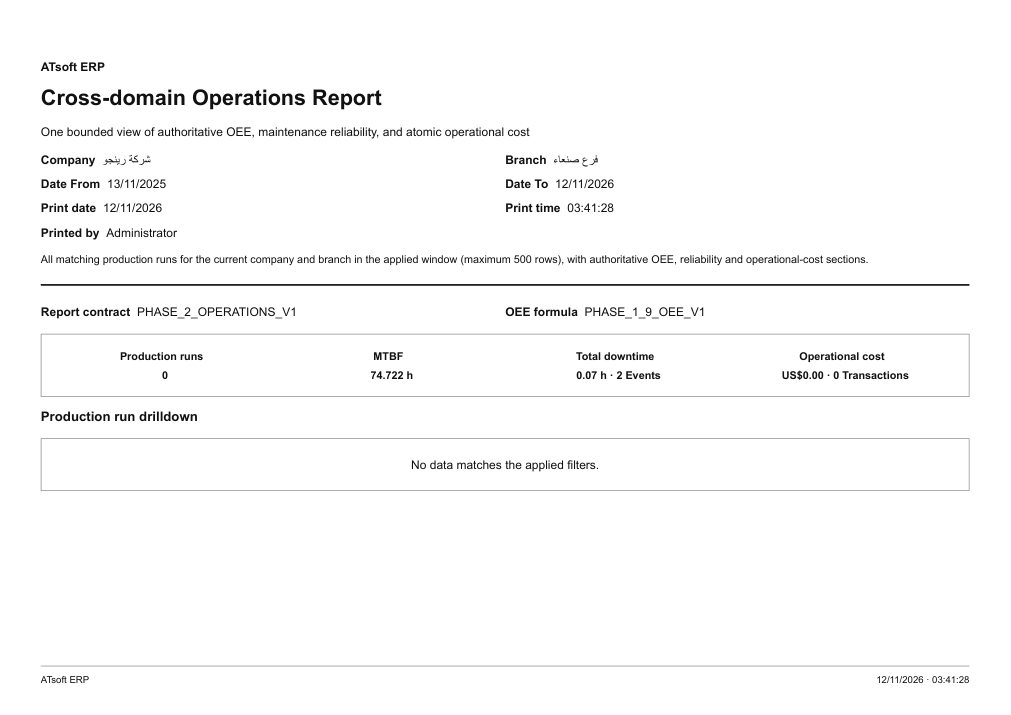 ATsoft ERP
Cross-domain Operations Report
One bounded view of authoritative OEE, maintenance reliability, and atomic operational cost
Company شركة رينجو
Branch فرع صنعاء
Date From 13/11/2025
Date To 12/11/2026
Print date 12/11/2026
Print time 03:41:28
Printed by Administrator
All matching production runs for the current company and branch in the applied window (maximum 500 rows), with authoritative OEE, reliability and operational-cost sections.
Report contract PHASE_2_OPERATIONS_V1
OEE formula PHASE_1_9_OEE_V1
Production runs
0
MTBF
74.722 h
Total downtime
0.07 h · 2 Events
Operational cost
US$0.00 · 0 Transactions
Production run drilldown
No data matches the applied filters.
ATsoft ERP
12/11/2026 · 03:41:28